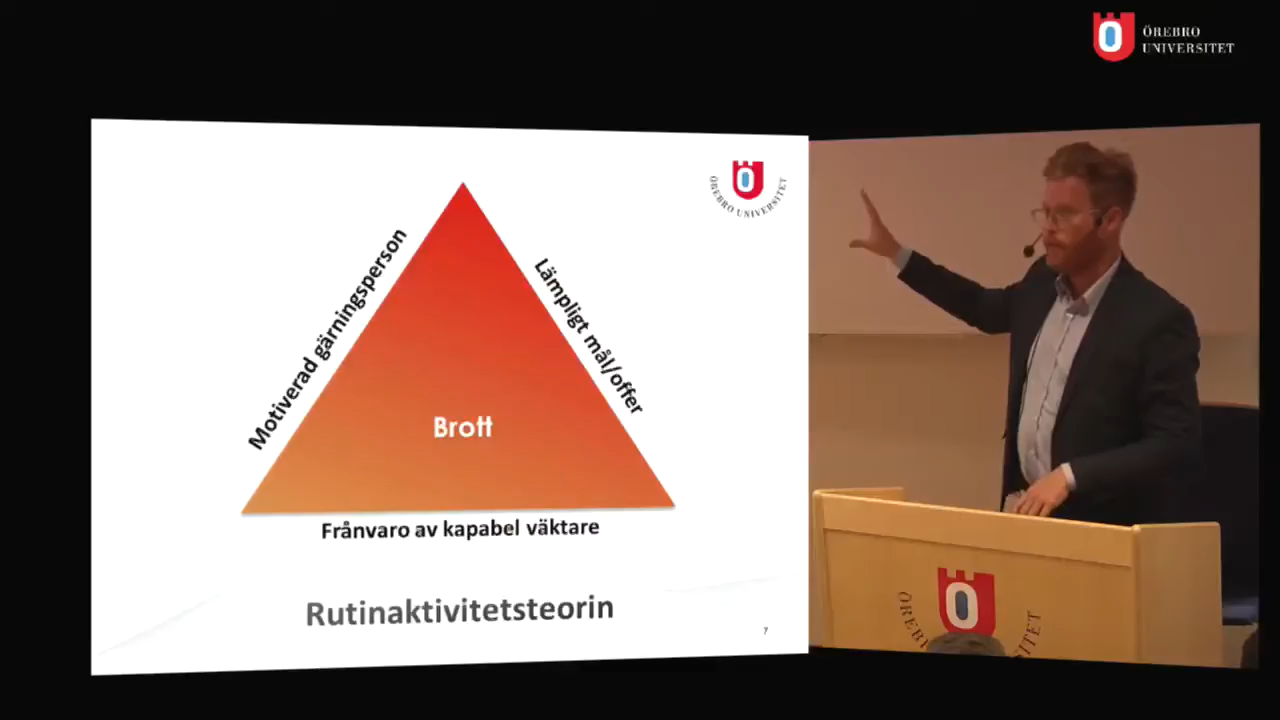 ÖREBRO
UNIVERSITET
ÖREBRO UNIVERSITET
Motiverad gärningsperson
Lämpligt mål/offer
Brott
Frånvaro av kapabel väktare
Rutinaktivitetsteorin
7